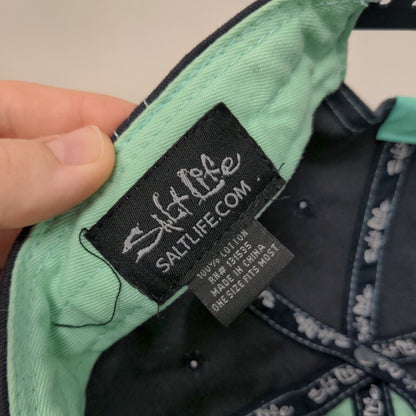 Salt Life
SALTLIFE.COM
100% COTTON
RN# 131535
MADE IN CHINA
ONE SIZE FITS MOST